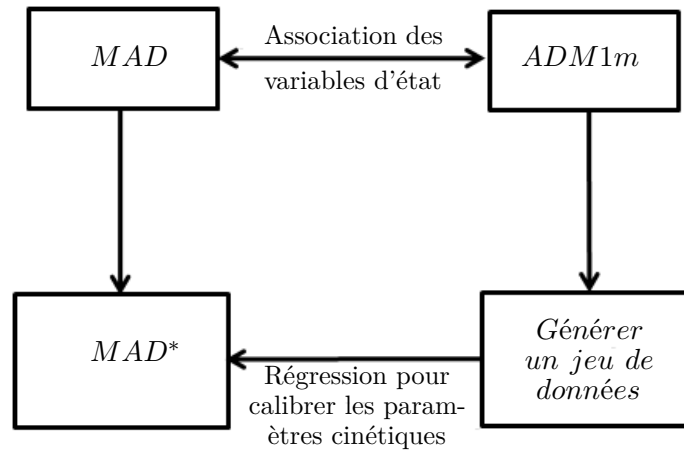 MAD
Association des
variables d'état
ADM1m
MAD*
Régression pour
calibrer les param-
ètres cinétiques
Générer
un jeu de
données